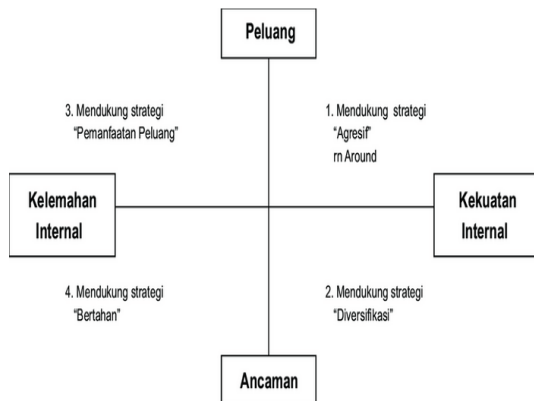 Peluang
3. Mendukung strategi
"Pemanfaatan Peluang"
1. Mendukung strategi
"Agresif"
rn Around
Kelemahan
Internal
Kekuatan
Internal
4. Mendukung strategi
"Bertahan"
2. Mendukung strategi
"Diversifikasi"
Ancaman